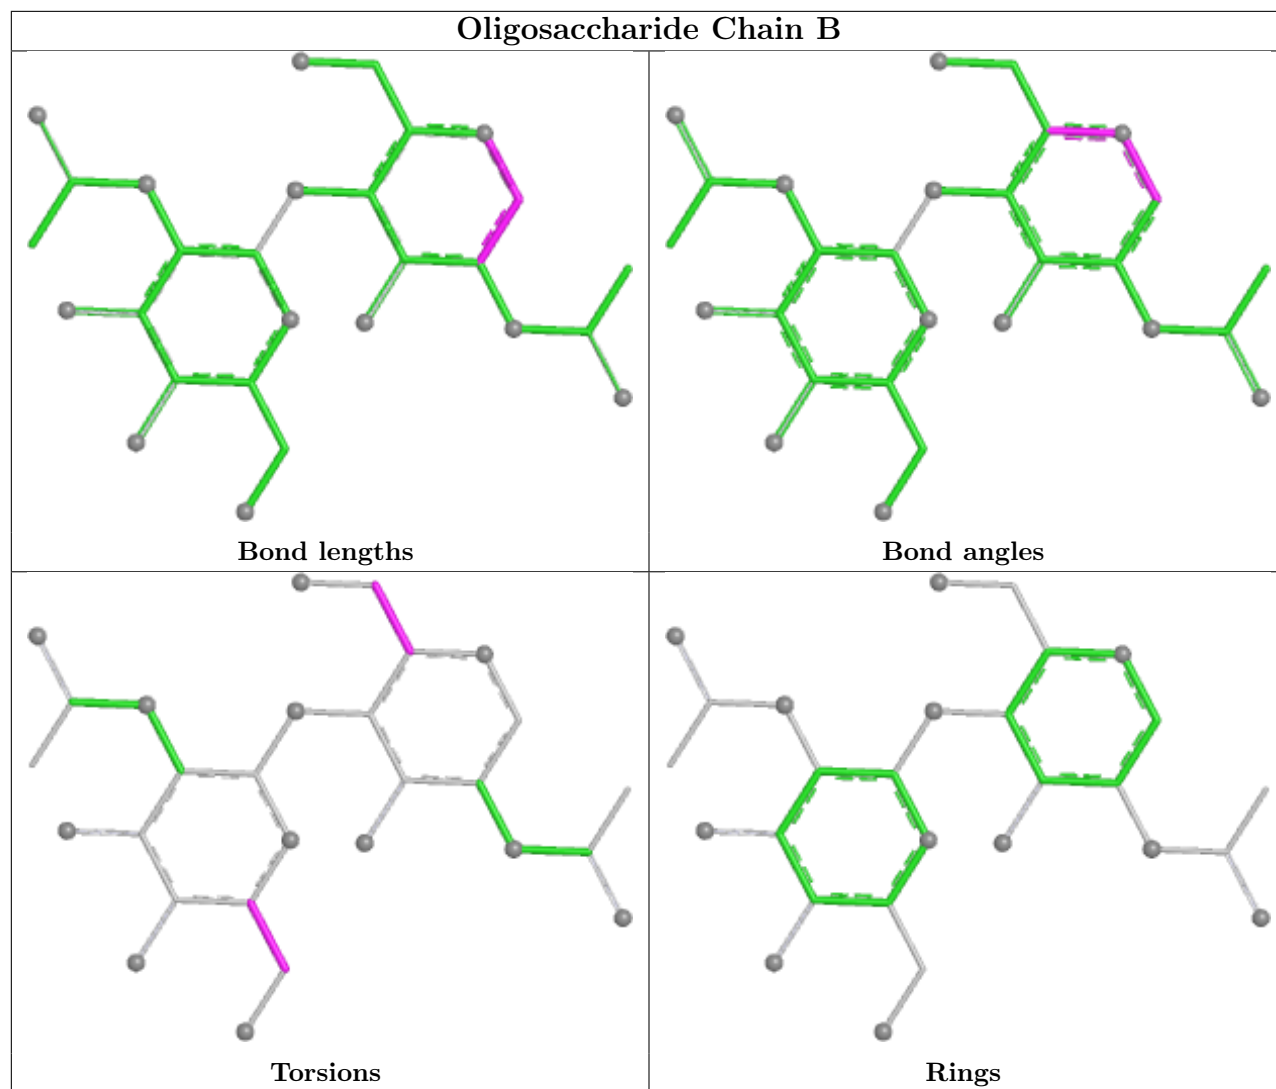 Oligosaccharide Chain B
Bond lengths
Bond angles
Torsions
Rings